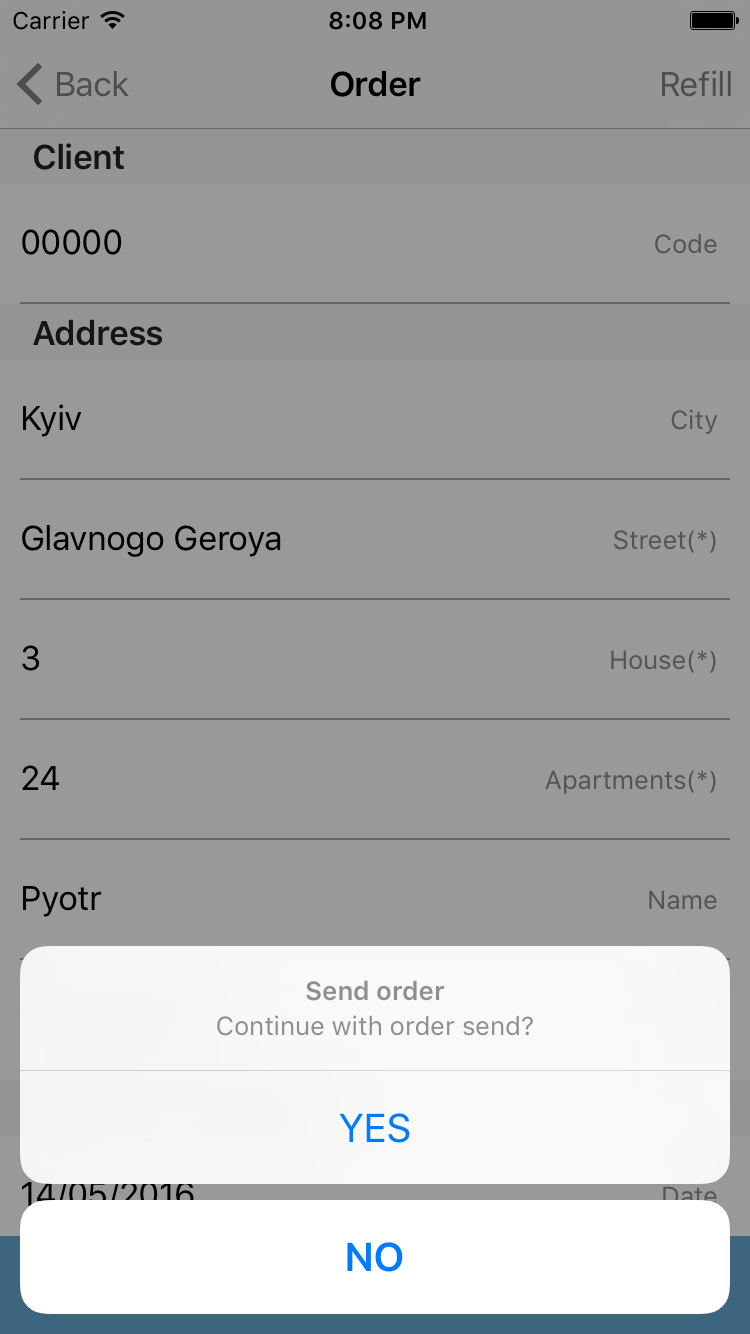 Carrier 8:08 PM
Back Order Refill
Client
00000 Code
Address
Kyiv City
Glavnogo Geroya Street(*)
3 House(*)
24 Apartments(*)
Pyotr Name
Send order
Continue with order send?
YES
14/05/2016 Date
NO